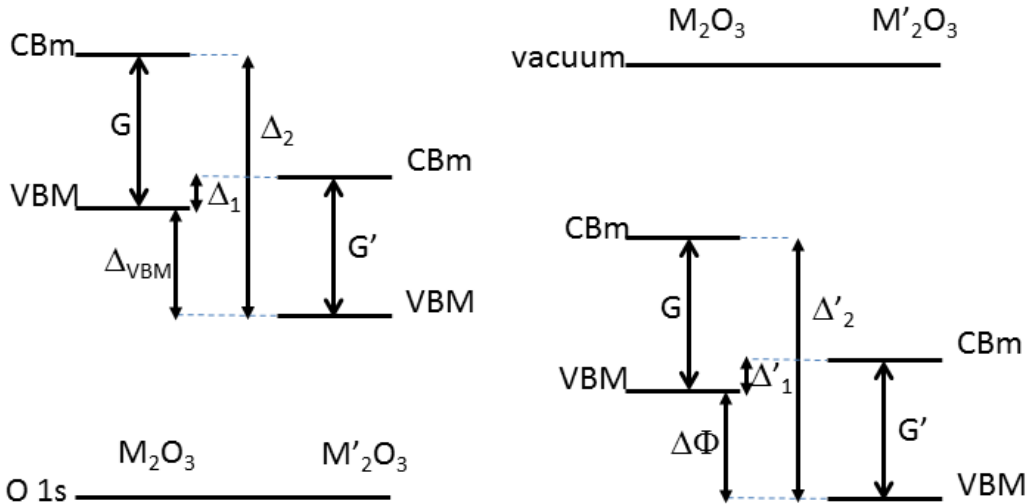 CBm
G
Δ₂
CBm
VBM
Δ₁
G'
Δ_VBM
VBM
M₂O₃
M'₂O₃
O 1s
M₂O₃
M'₂O₃
vacuum
CBm
G
Δ'₂
CBm
VBM
Δ'₁
G'
ΔΦ
VBM